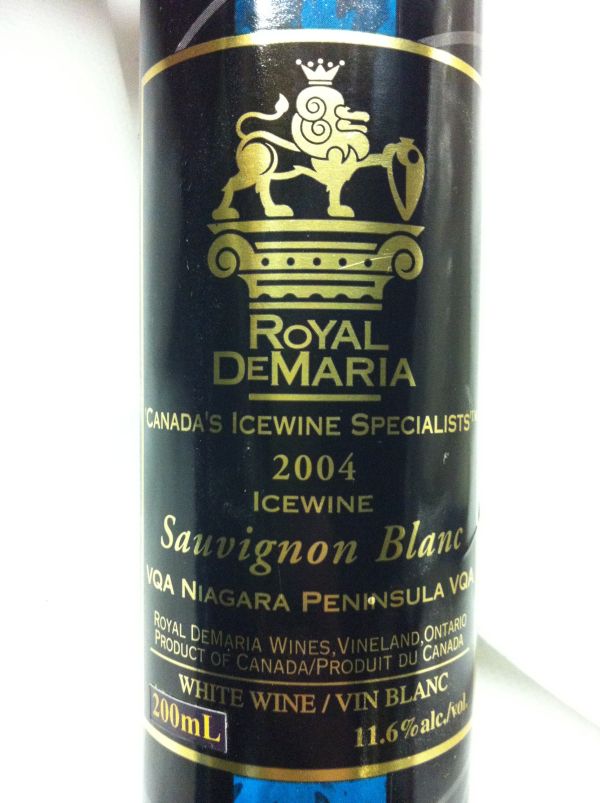 ROYAL
DEMARIA
'CANADA'S ICEWINE SPECIALISTS'™
2004
ICEWINE
Sauvignon Blanc
VQA NIAGARA PENINSULA VQA
ROYAL DEMARIA WINES, VINELAND, ONTARIO
PRODUCT OF CANADA/PRODUIT DU CANADA
WHITE WINE / VIN BLANC
200mL
11.6% alc./vol.